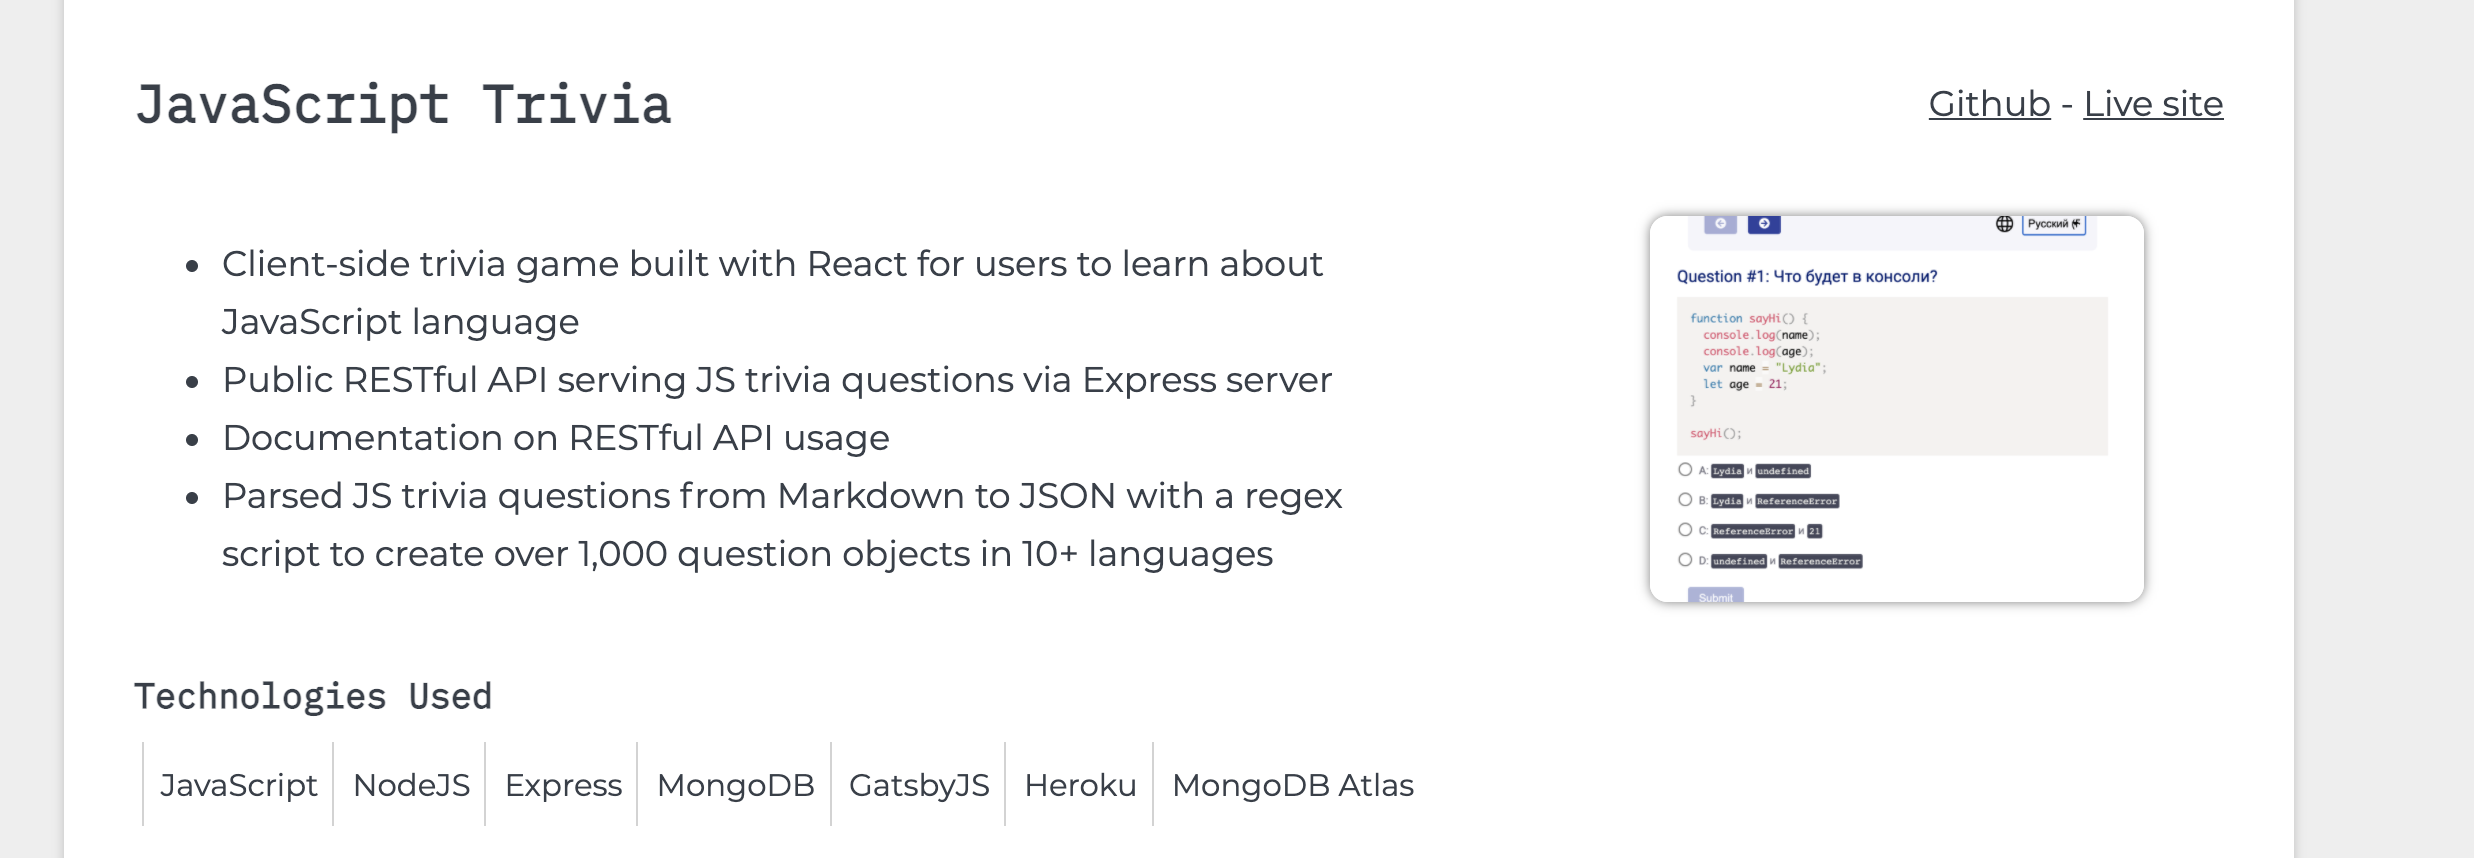 JavaScript Trivia
Github - Live site
Client-side trivia game built with React for users to learn about
JavaScript language
Public RESTful API serving JS trivia questions via Express server
Documentation on RESTful API usage
Parsed JS trivia questions from Markdown to JSON with a regex
script to create over 1,000 question objects in 10+ languages
Русский
Question #1: Что будет в консоли?
function sayHi() {
console.log(name);
console.log(age);
var name = "Lydia";
let age = 21;
}
sayHi();
A: Lydia и undefined
B: Lydia и ReferenceError
C: ReferenceError и 21
D: undefined и ReferenceError
Submit
Technologies Used
JavaScript NodeJS Express MongoDB GatsbyJS Heroku MongoDB Atlas